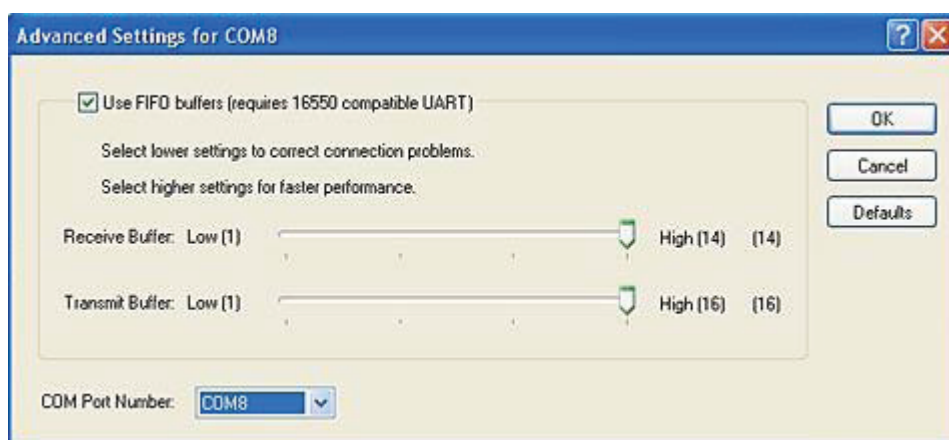 Advanced Settings for COM8
Use FIFO buffers (requires 16550 compatible UART)
Select lower settings to correct connection problems.
Select higher settings for faster performance.
Receive Buffer: Low (1) High (14) (14)
Transmit Buffer: Low (1) High (16) (16)
COM Port Number: COM8
OK
Cancel
Defaults